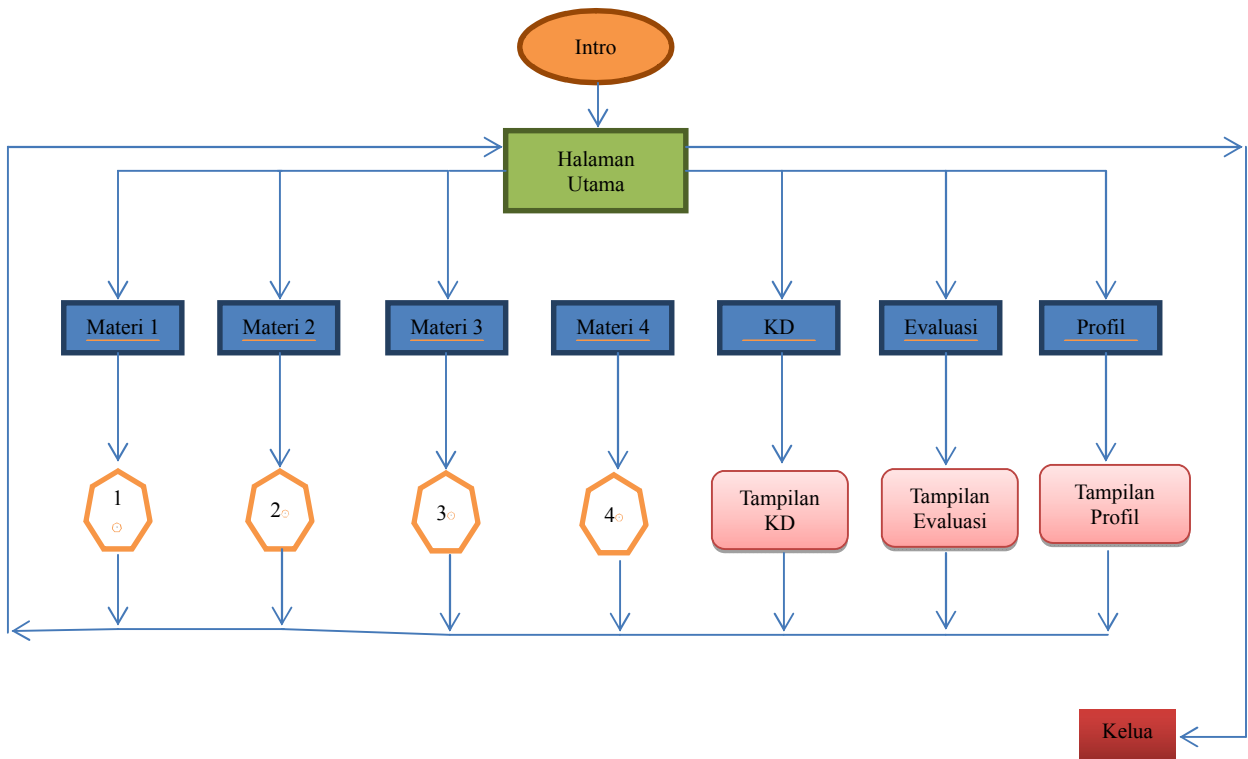 Intro
Halaman
Utama
Materi 1
Materi 2
Materi 3
Materi 4
KD
Evaluasi
Profil
1
2
3
4
Tampilan
KD
Tampilan
Evaluasi
Tampilan
Profil
Kelua